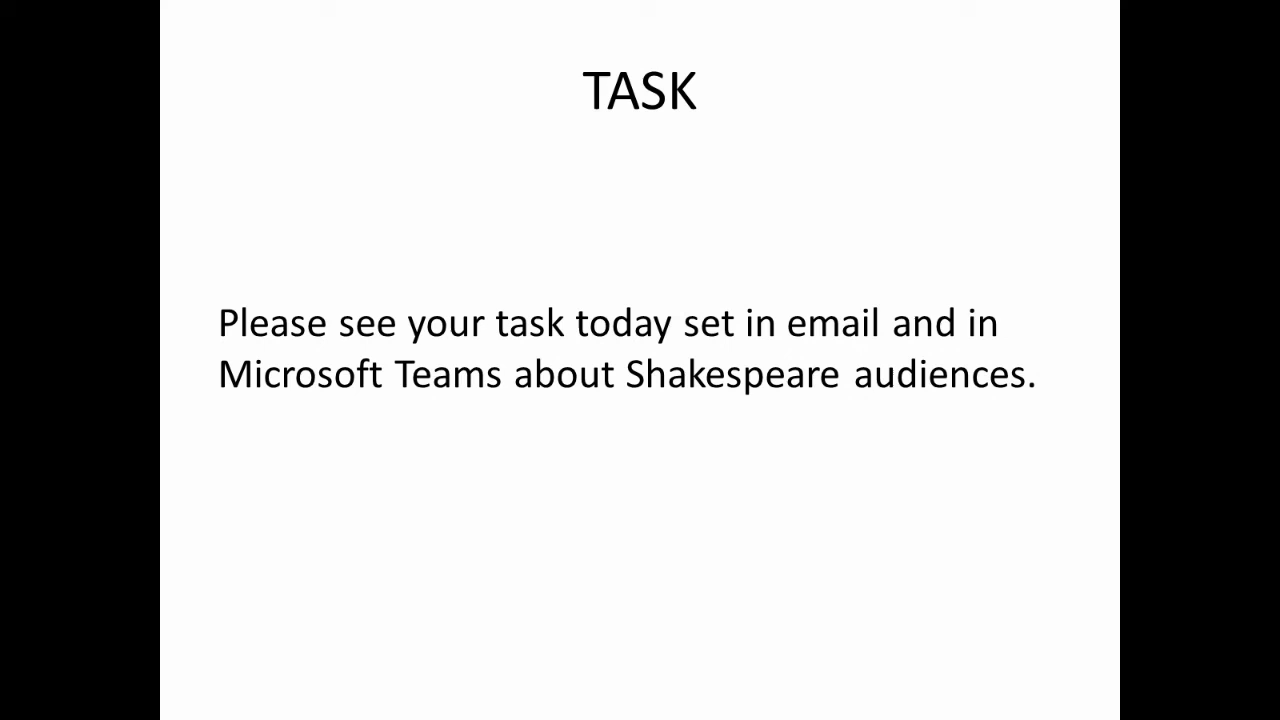 TASK
Please see your task today set in email and in
Microsoft Teams about Shakespeare audiences.